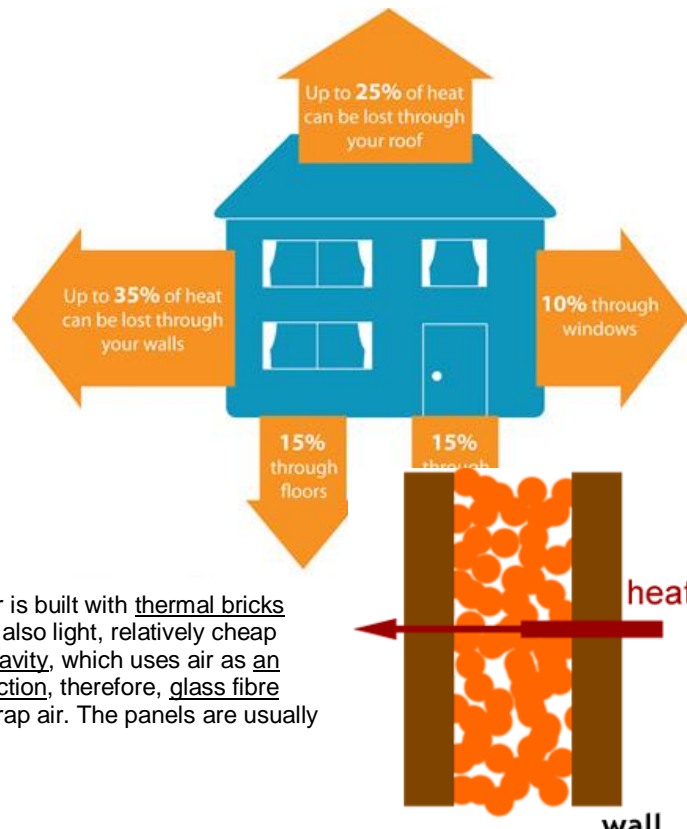 Up to 25% of heat
can be lost through
your roof
Up to 35% of heat
can be lost through
your walls
10% through
windows
15%
through
floors
15%
through
heat
r is built with thermal bricks
also light, relatively cheap
avity, which uses air as an
ction, therefore, glass fibre
rap air. The panels are usually
wall